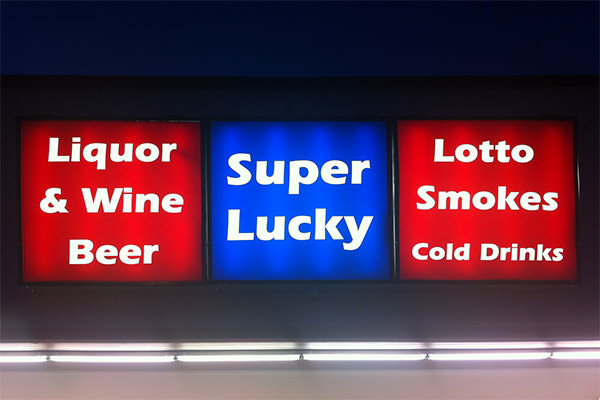 Liquor
& Wine
Beer
Super
Lucky
Lotto
Smokes
Cold Drinks